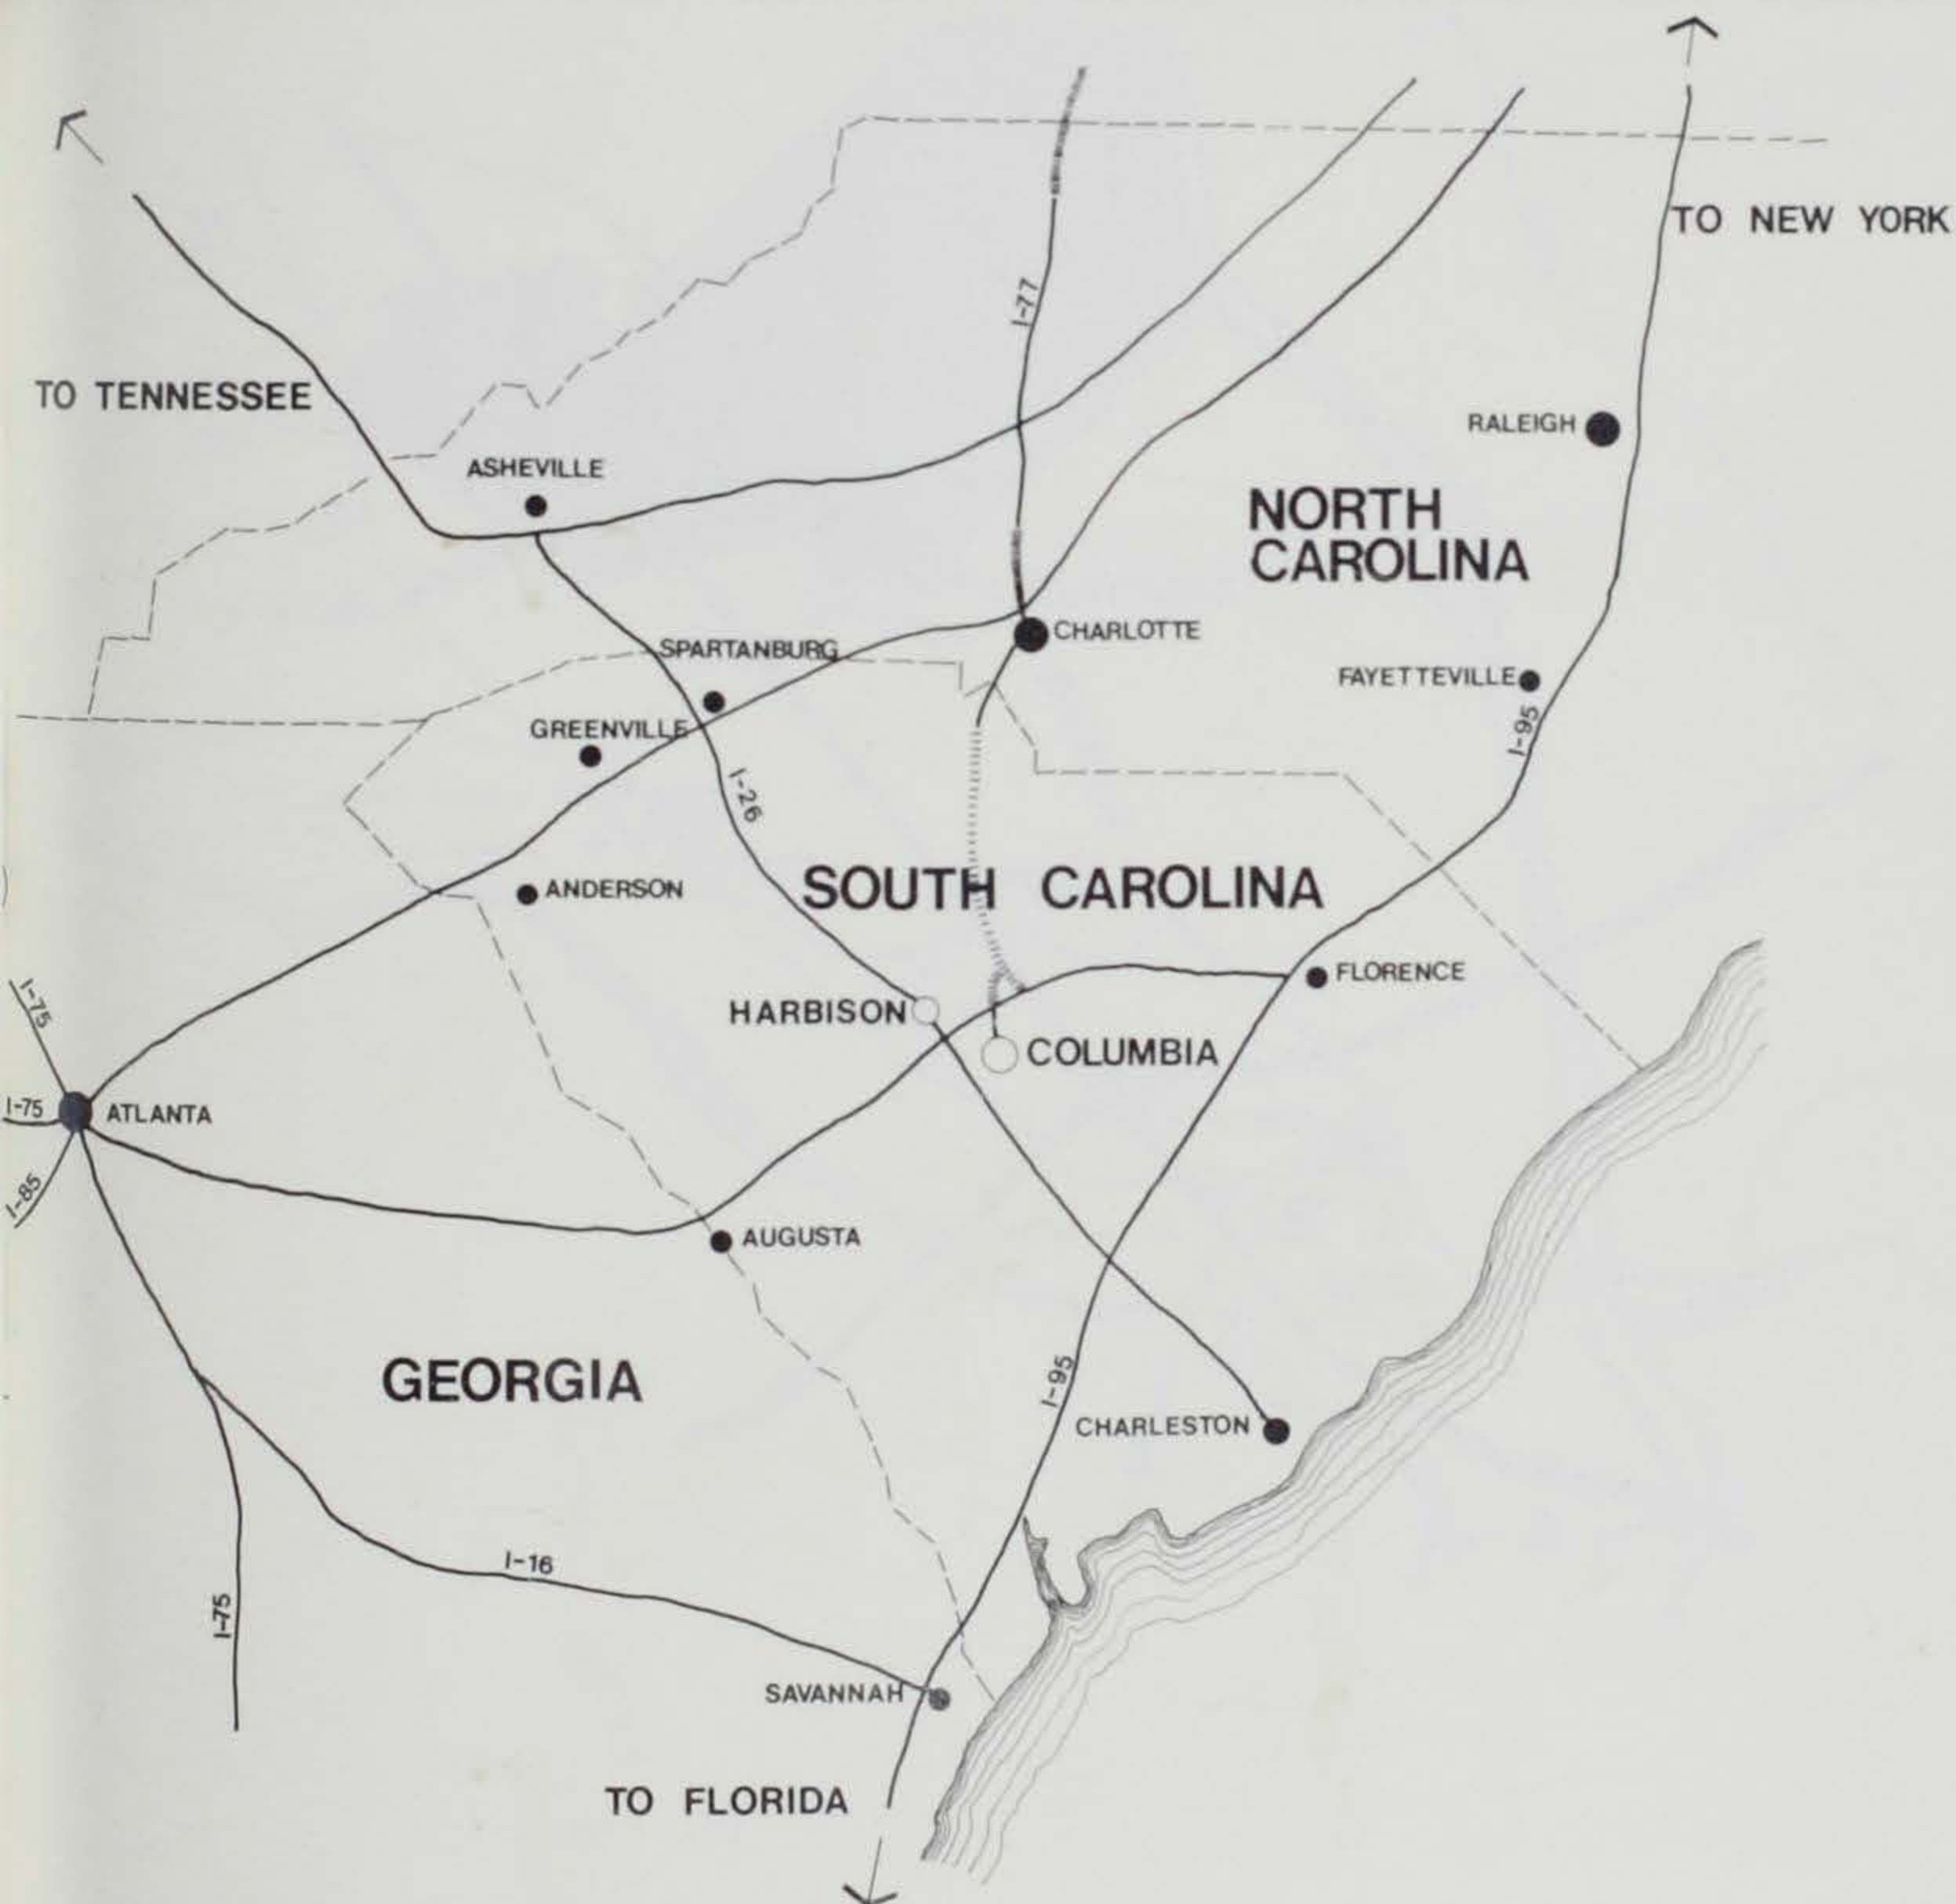 TO NEW YORK
I-77
TO TENNESSEE
RALEIGH
ASHEVILLE
NORTH
CAROLINA
CHARLOTTE
SPARTANBURG
FAYETTEVILLE
GREENVILLE
I-95
I-26
ANDERSON
SOUTH CAROLINA
FLORENCE
I-75
HARBISON
COLUMBIA
I-75
ATLANTA
I-85
AUGUSTA
GEORGIA
I-95
CHARLESTON
I-16
I-75
SAVANNAH
TO FLORIDA